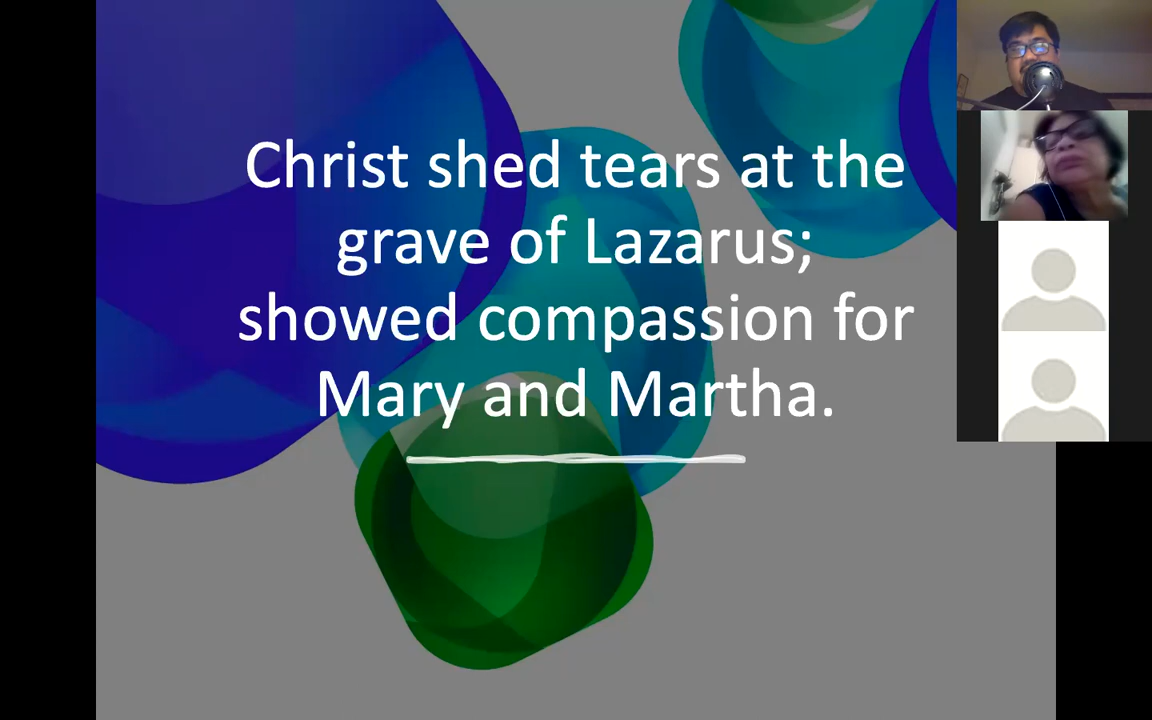 Christ shed tears at the
grave of Lazarus;
showed compassion for
Mary and Martha.